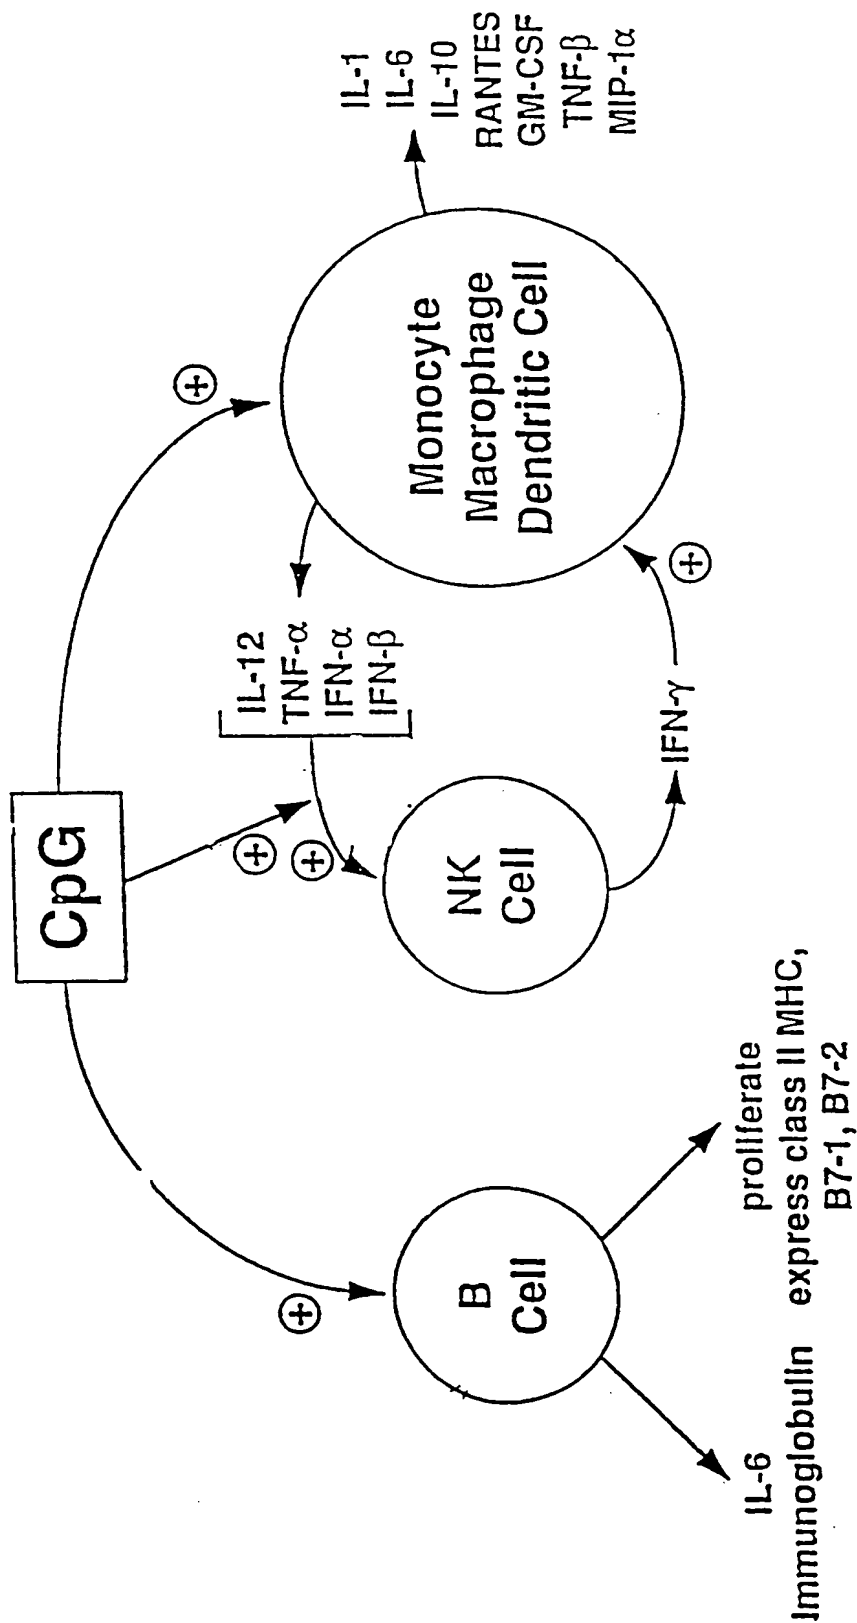 CpG
+
+
+
+
+
B
Cell
NK
Cell
Monocyte
Macrophage
Dendritic Cell
IL-12
TNF-α
IFN-α
IFN-β
IFN-γ
IL-1
IL-6
IL-10
RANTES
GM-CSF
TNF-β
MIP-1α
IL-6
Immunoglobulin
proliferate
express class II MHC,
B7-1, B7-2